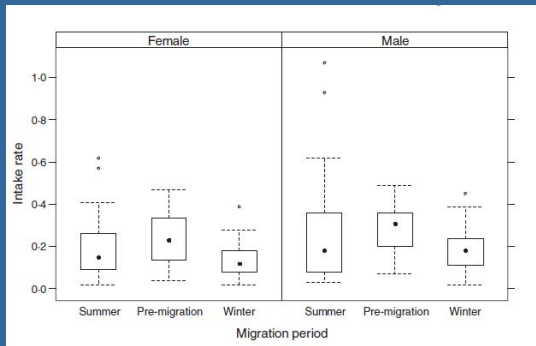 Female Male
1·0
0·8
0·6
0·4
0·2
0·0
Intake rate
Summer Pre-migration Winter Summer Pre-migration Winter
Migration period